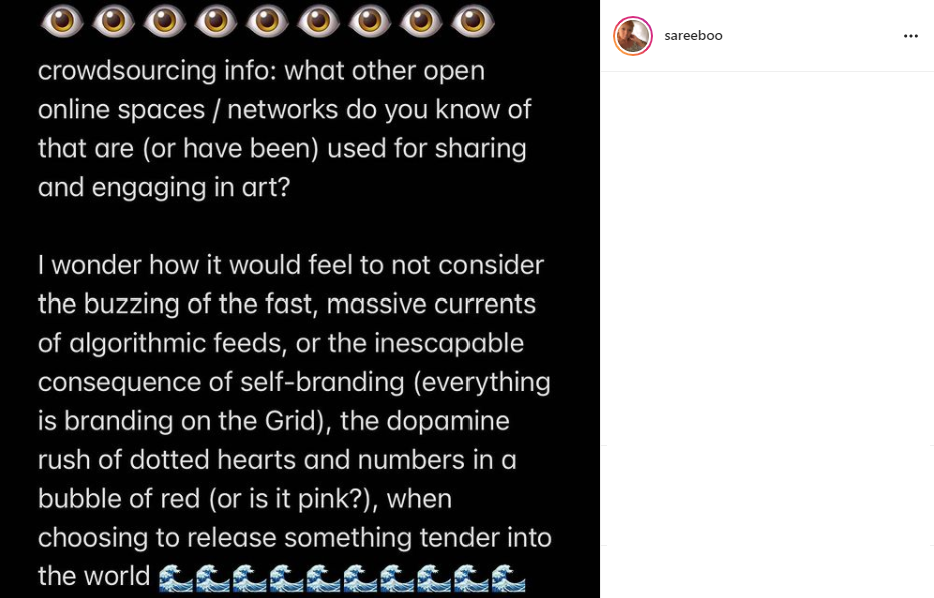 👁️👁️👁️👁️👁️👁️👁️👁️👁️
crowdsourcing info: what other open
online spaces / networks do you know of
that are (or have been) used for sharing
and engaging in art?
I wonder how it would feel to not consider
the buzzing of the fast, massive currents
of algorithmic feeds, or the inescapable
consequence of self-branding (everything
is branding on the Grid), the dopamine
rush of dotted hearts and numbers in a
bubble of red (or is it pink?), when
choosing to release something tender into
the world 🌊🌊🌊🌊🌊🌊🌊🌊🌊🌊
sareeboo